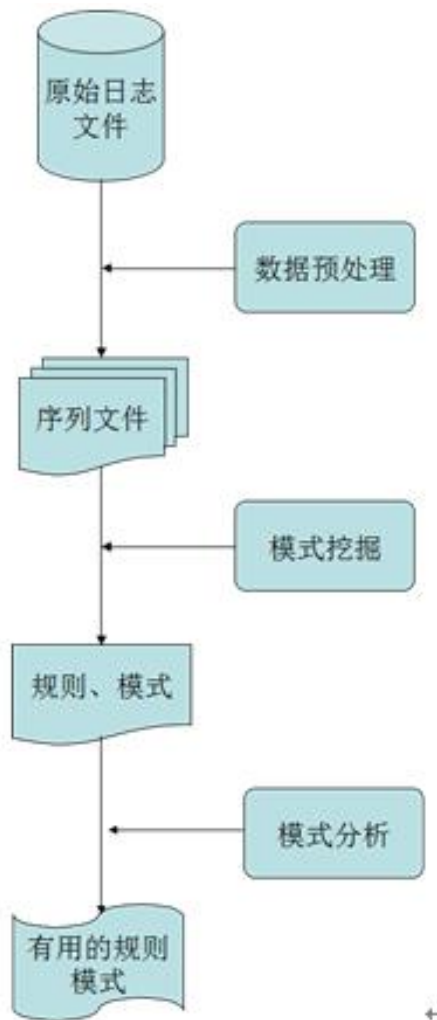 原始日志
文件
数据预处理
序列文件
模式挖掘
规则、模式
模式分析
有用的规则
模式